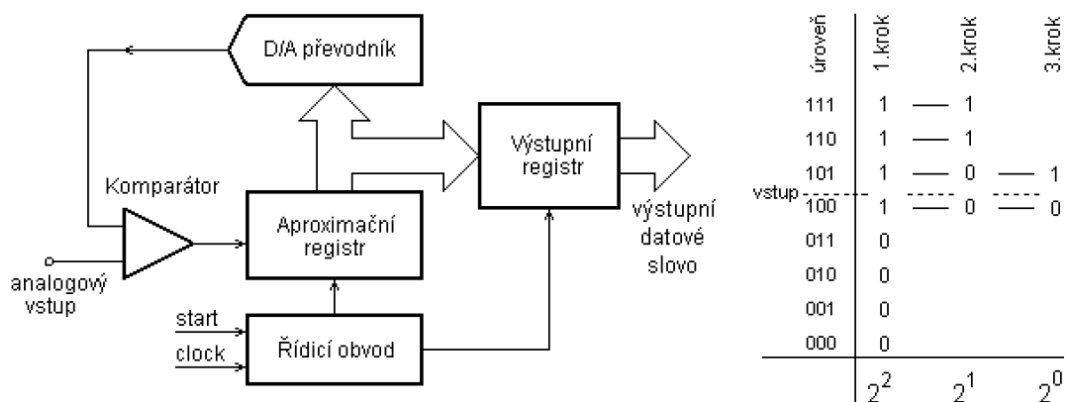 D/A převodník
Komparátor
analogový
vstup
Aproximační
registr
Výstupní
registr
výstupní
datové
slovo
start
clock
Řídicí obvod
úroveň 1.krok 2.krok 3.krok
111 1 1
110 1 1
101 1 0 1
vstup
100 1 0 0
011 0
010 0
001 0
000 0
2² 2¹ 2⁰